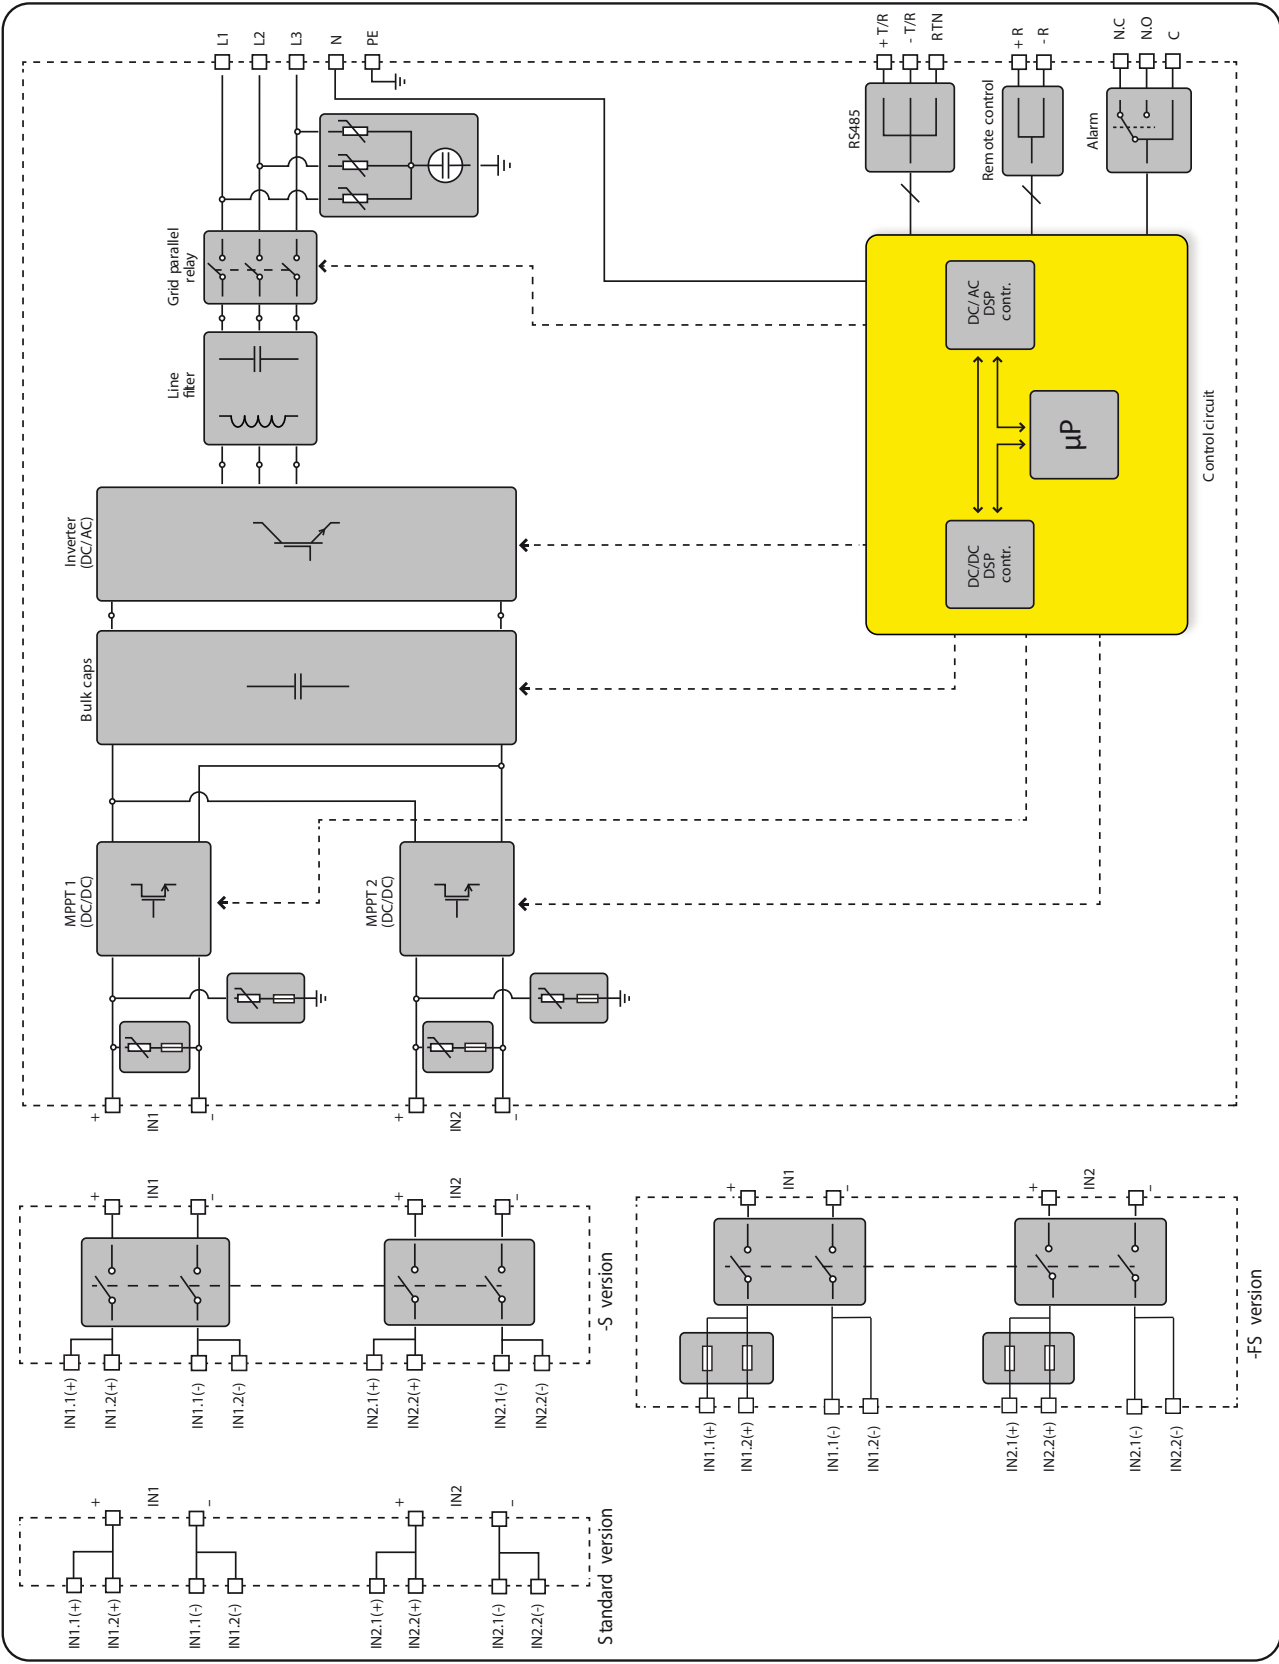 L1
L2
L3
N
PE
+ T/R
- T/R
RTN
+ R
- R
N.C
N.O
C
RS485
Remote control
Alarm
Grid parallel
relay
Line
filter
Inverter
(DC/AC)
Bulk caps
MPPT 1
(DC/DC)
MPPT 2
(DC/DC)
DC/AC
DSP
contr.
µP
DC/DC
DSP
contr.
Control circuit
+
IN1
–
+
IN2
–
+
IN1
–
+
IN2
–
IN1.1(+)
IN1.2(+)
IN1.1(-)
IN1.2(-)
IN2.1(+)
IN2.2(+)
IN2.1(-)
IN2.2(-)
-S version
+
IN1
–
+
IN2
–
IN1.1(+)
IN1.2(+)
IN1.1(-)
IN1.2(-)
IN2.1(+)
IN2.2(+)
IN2.1(-)
IN2.2(-)
-FS version
+
IN1
–
+
IN2
–
IN1.1(+)
IN1.2(+)
IN1.1(-)
IN1.2(-)
IN2.1(+)
IN2.2(+)
IN2.1(-)
IN2.2(-)
Standard version